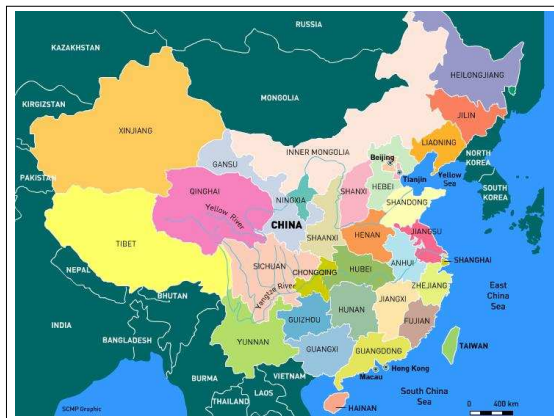 RUSSIA
KAZAKHSTAN
HEILONGJIANG
MONGOLIA
JILIN
KIRGIZSTAN
XINJIANG
INNER MONGOLIA
LIAONING
NORTH
KOREA
GANSU
Beijing
Tianjin
Yellow
Sea
PAKISTAN
QINGHAI
NINGXIA
SHANXI
HEBEI
SHANDONG
SOUTH
KOREA
Yellow River
CHINA
TIBET
SHAANXI
HENAN
JIANGSU
SICHUAN
CHONGQING
HUBEI
ANHUI
SHANGHAI
NEPAL
Yangtze River
ZHEJIANG
East
China
Sea
BHUTAN
HUNAN
JIANGXI
GUIZHOU
FUJIAN
INDIA
BANGLADESH
YUNNAN
GUANGXI
GUANGDONG
TAIWAN
Hong Kong
Macau
BURMA
VIETNAM
LAOS
THAILAND
South China
Sea
HAINAN
SCMP Graphic
0 400 km